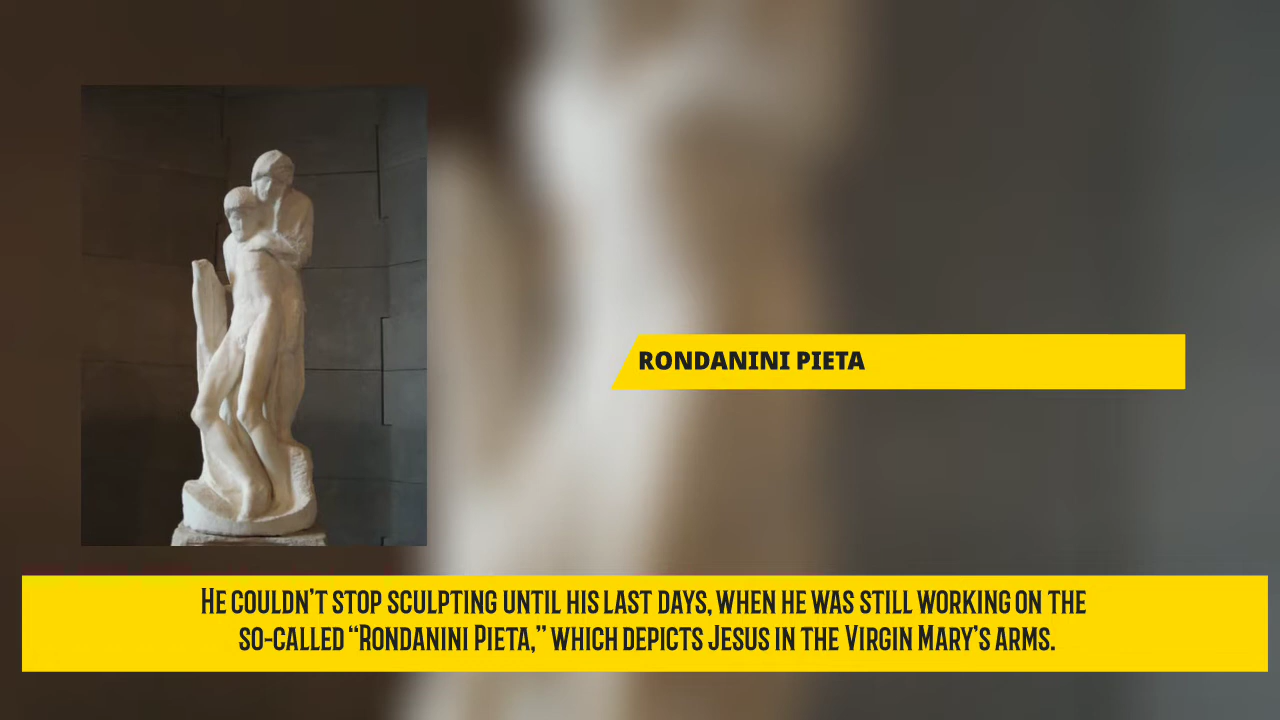 RONDANINI PIETA
HE COULDN'T STOP SCULPTING UNTIL HIS LAST DAYS, WHEN HE WAS STILL WORKING ON THE
SO-CALLED “RONDANINI PIETA,” WHICH DEPICTS JESUS IN THE VIRGIN MARY'S ARMS.